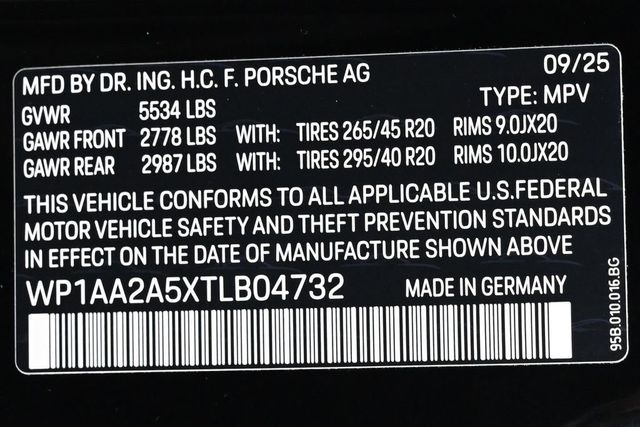 MFD BY DR. ING. H.C. F. PORSCHE AG 09/25
GVWR 5534 LBS TYPE: MPV
GAWR FRONT 2778 LBS WITH: TIRES 265/45 R20 RIMS 9.0JX20
GAWR REAR 2987 LBS WITH: TIRES 295/40 R20 RIMS 10.0JX20
THIS VEHICLE CONFORMS TO ALL APPLICABLE U.S.FEDERAL
MOTOR VEHICLE SAFETY AND THEFT PREVENTION STANDARDS
IN EFFECT ON THE DATE OF MANUFACTURE SHOWN ABOVE
WP1AA2A5XTLB04732 MADE IN GERMANY
95B.010.016.BG